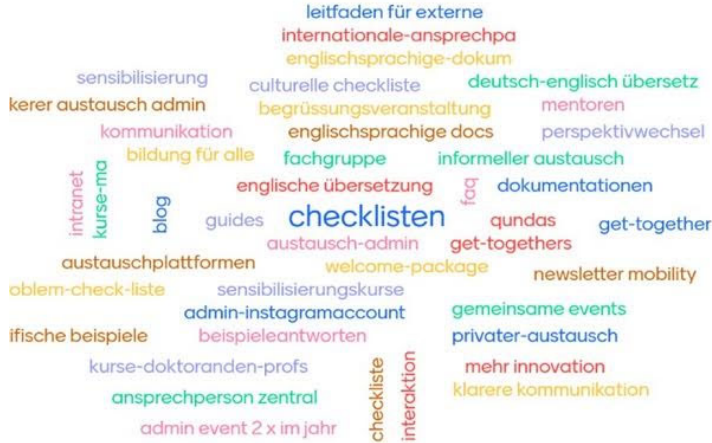 leitfaden für externe
internationale-ansprechpa
englischsprachige-dokum
sensibilisierung
culturelle checkliste
deutsch-englisch übersetz
kerer austausch admin
begrüssungsveranstaltung
mentoren
kommunikation
englischsprachige docs
perspektivwechsel
bildung für alle
fachgruppe
informeller austausch
intranet
kurse-ma
blog
englische übersetzung
faq
dokumentationen
guides
checklisten
qundas
get-together
austausch-admin
get-togethers
austauschplattformen
welcome-package
newsletter mobility
oblem-check-liste
sensibilisierungskurse
admin-instagramaccount
gemeinsame events
ifische beispiele
beispieleantworten
privater-austausch
kurse-doktoranden-profs
checkliste
interaktion
mehr innovation
ansprechperson zentral
klarere kommunikation
admin event 2 x im jahr